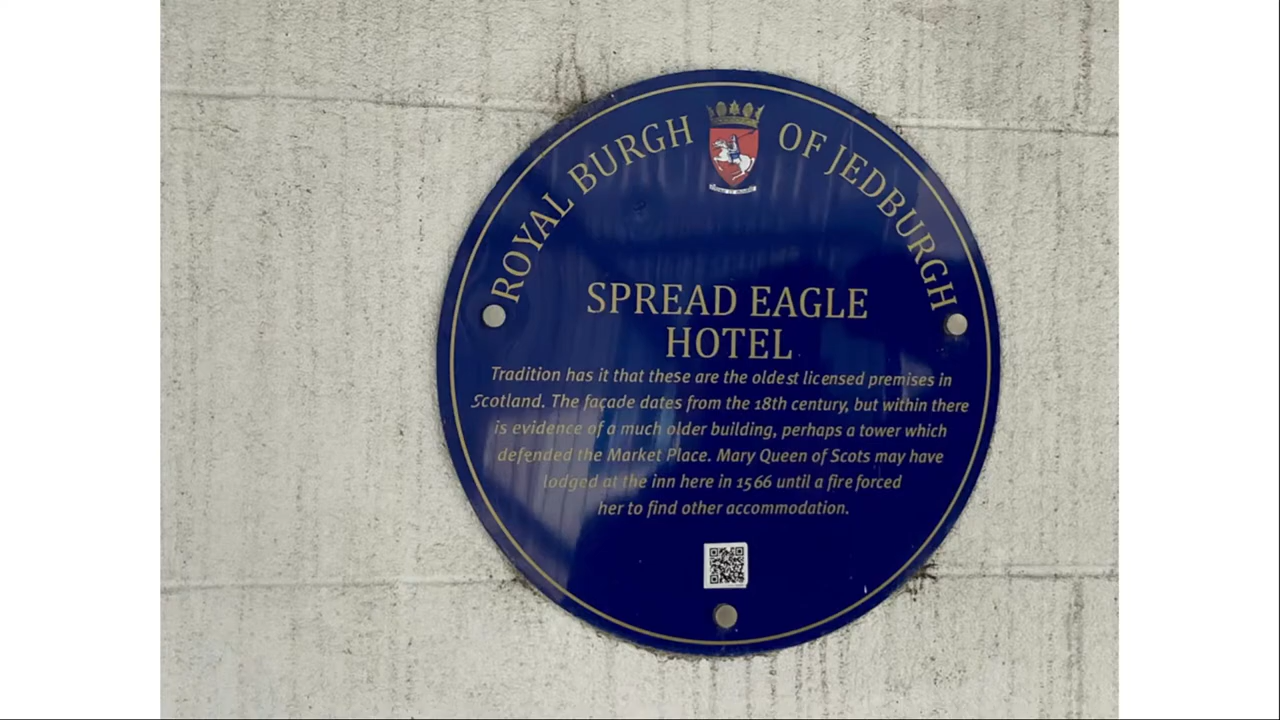 ROYAL BURGH OF JEDBURGH
SPREAD EAGLE
HOTEL
Tradition has it that these are the oldest licensed premises in
Scotland. The façade dates from the 18th century, but within there
is evidence of a much older building, perhaps a tower which
defended the Market Place. Mary Queen of Scots may have
lodged at the inn here in 1566 until a fire forced
her to find other accommodation.